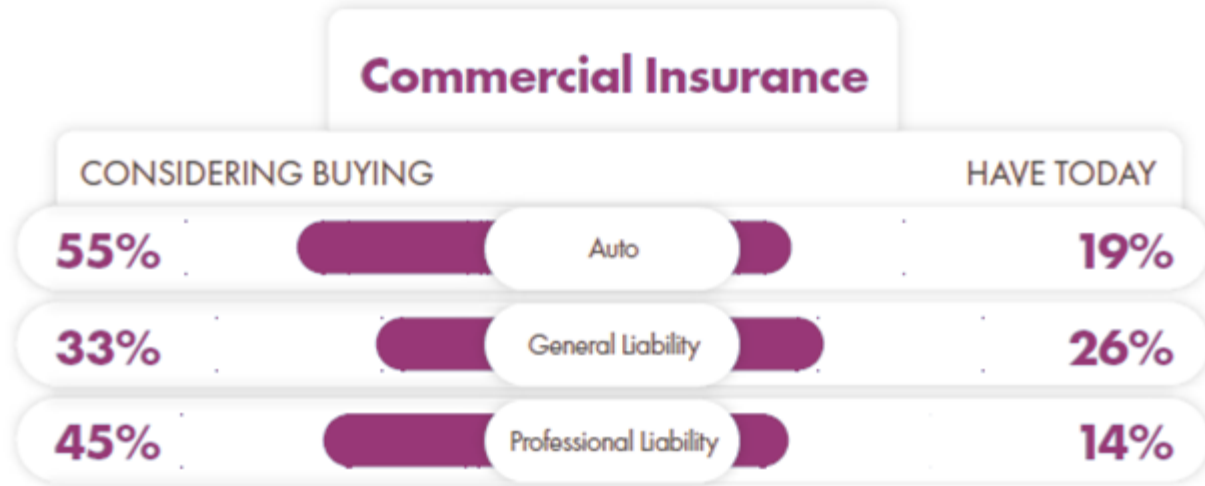 Commercial Insurance
CONSIDERING BUYING HAVE TODAY
55% Auto 19%
33% General Liability 26%
45% Professional Liability 14%